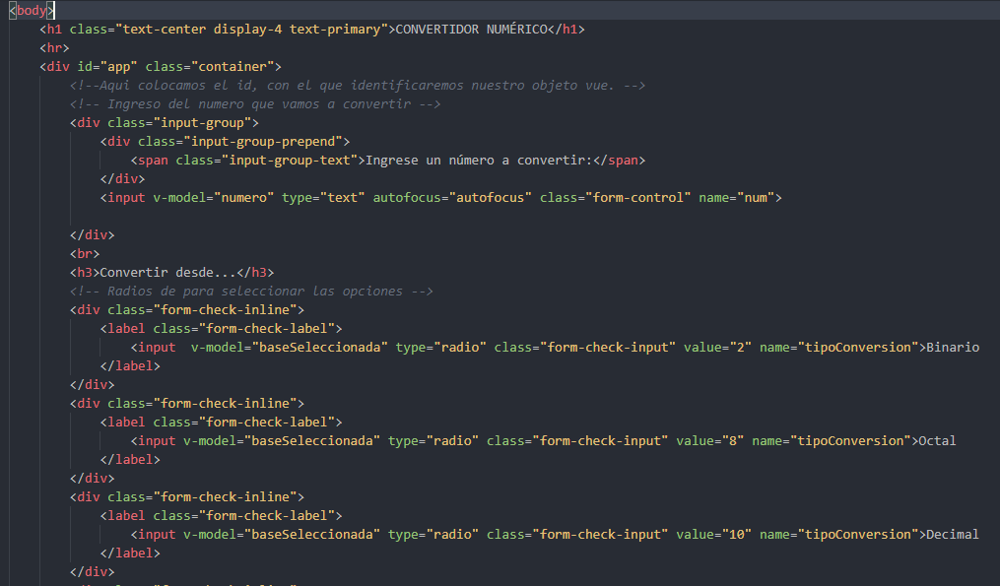 <body>
<h1 class="text-center display-4 text-primary">CONVERTIDOR NUMÉRICO</h1>
<hr>
<div id="app" class="container">
<!--Aqui colocamos el id, con el que identificaremos nuestro objeto vue. -->
<!-- Ingreso del numero que vamos a convertir -->
<div class="input-group">
<div class="input-group-prepend">
<span class="input-group-text">Ingrese un número a convertir:</span>
</div>
<input v-model="numero" type="text" autofocus="autofocus" class="form-control" name="num">
</div>
<br>
<h3>Convertir desde...</h3>
<!-- Radios de para seleccionar las opciones -->
<div class="form-check-inline">
<label class="form-check-label">
<input  v-model="baseSeleccionada" type="radio" class="form-check-input" value="2" name="tipoConversion">Binario
</label>
</div>
<div class="form-check-inline">
<label class="form-check-label">
<input v-model="baseSeleccionada" type="radio" class="form-check-input" value="8" name="tipoConversion">Octal
</label>
</div>
<div class="form-check-inline">
<label class="form-check-label">
<input v-model="baseSeleccionada" type="radio" class="form-check-input" value="10" name="tipoConversion">Decimal
</label>
</div>